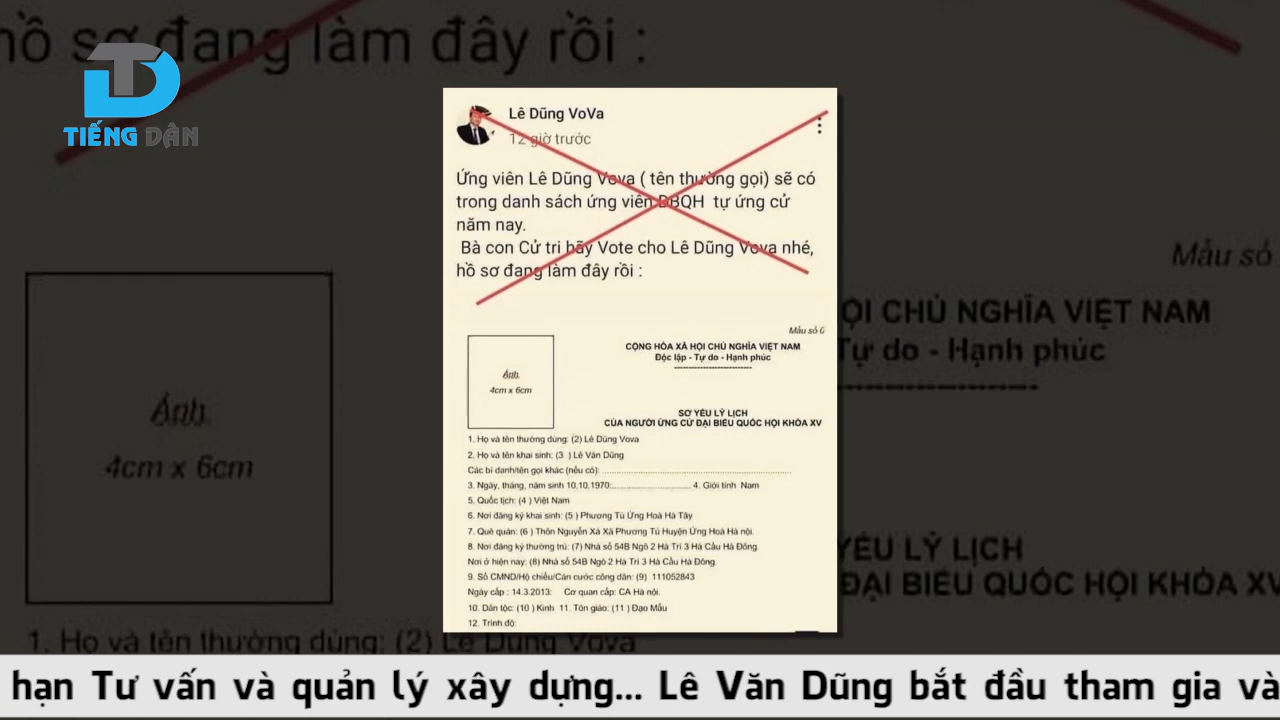 hồ sơ đang làm đây rồi :
TIẾNG DÂN
Lê Dũng VoVa
12 giờ trước
Ứng viên Lê Dũng Vova ( tên thường gọi) sẽ có
trong danh sách ứng viên ĐBQH tự ứng cử
năm nay.
Bà con Cử tri hãy Vote cho Lê Dũng Vova nhé,
hồ sơ đang làm đây rồi :
Mẫu số 0
CỘNG HÒA XÃ HỘI CHỦ NGHĨA VIỆT NAM
Độc lập - Tự do - Hạnh phúc
Ảnh
4cm x 6cm
SƠ YẾU LÝ LỊCH
CỦA NGƯỜI ỨNG CỬ ĐẠI BIỂU QUỐC HỘI KHÓA XV
1. Họ và tên thường dùng: (2) Lê Dũng Vova
2. Họ và tên khai sinh: (3 ) Lê Văn Dũng
Các bí danh/tên gọi khác (nếu có): ........................
3. Ngày, tháng, năm sinh 10.10.1970:........................ 4. Giới tính Nam
5. Quốc tịch: (4 ) Việt Nam
6. Nơi đăng ký khai sinh: (5 ) Phương Tú Ứng Hoà Hà Tây
7. Quê quán: (6 ) Thôn Nguyễn Xá Xã Phương Tú Huyện Ứng Hoà Hà nội.
8. Nơi đăng ký thường trú: (7) Nhà số 54B Ngõ 2 Hà Trì 3 Hà Cầu Hà Đông.
Nơi ở hiện nay: (8) Nhà số 54B Ngõ 2 Hà Trì 3 Hà Cầu Hà Đông.
9. Số CMND/Hộ chiếu/Căn cước công dân: (9) 111052843
Ngày cấp : 14.3.2013: Cơ quan cấp: CA Hà nội.
10. Dân tộc: (10 ) Kinh 11. Tôn giáo: (11 ) Đạo Mẫu
12. Trình độ:
Mẫu số
ỘI CHỦ NGHĨA VIỆT NAM
Tự do - Hạnh phúc
Ảnh
4cm x 6cm
YẾU LÝ LỊCH
ĐẠI BIỂU QUỐC HỘI KHÓA XV
1. Họ và tên thường dùng: (2) Lê Dũng Vova
hạn Tư vấn và quản lý xây dựng... Lê Văn Dũng bắt đầu tham gia và